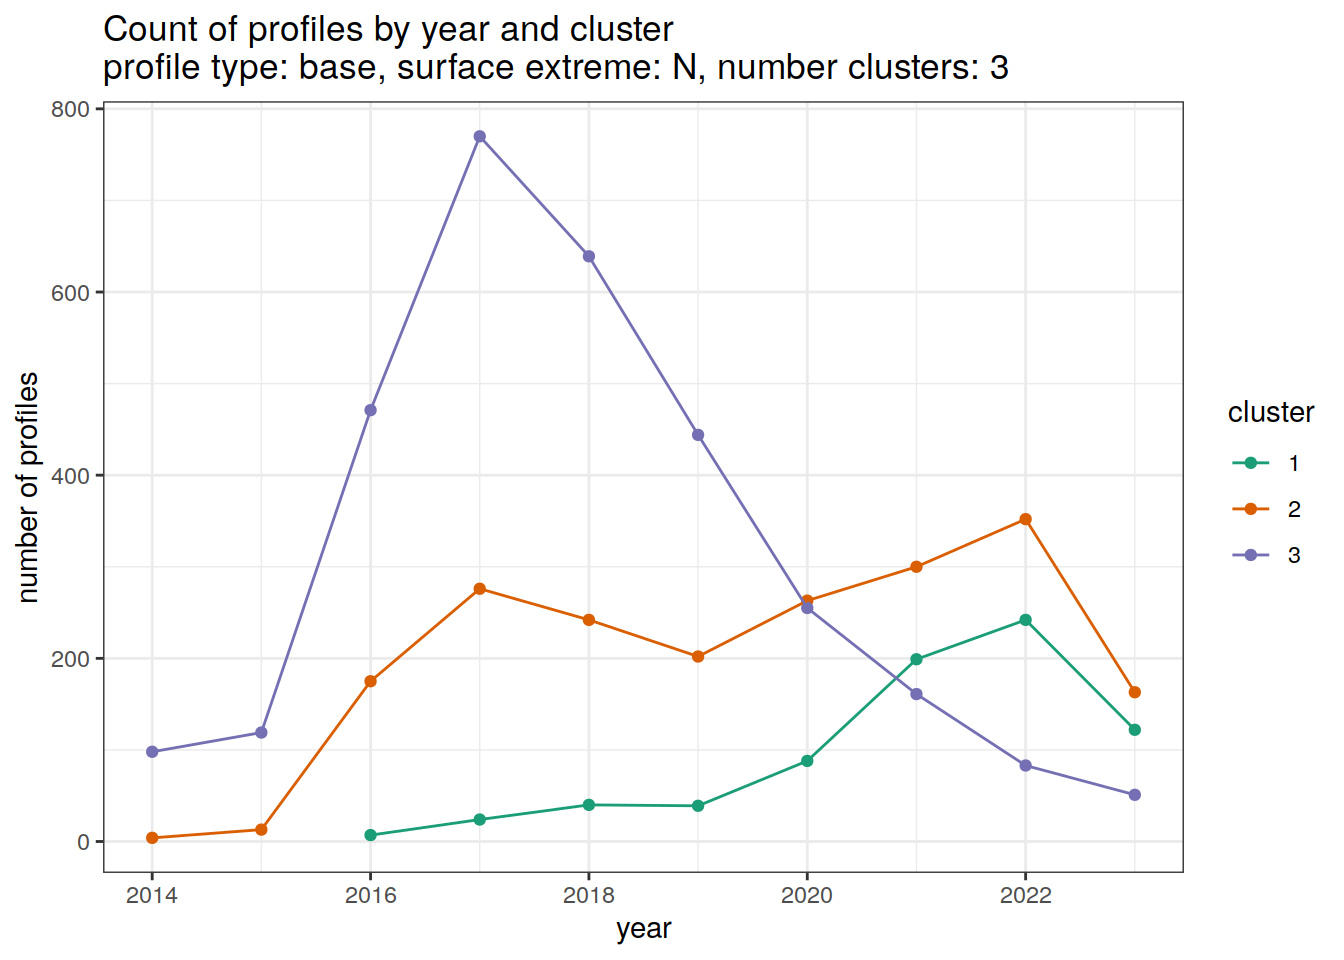 Count of profiles by year and cluster
profile type: base, surface extreme: N, number clusters: 3
800
600
400
200
0
number of profiles
2014
2016
2018
2020
2022
year
cluster
1
2
3